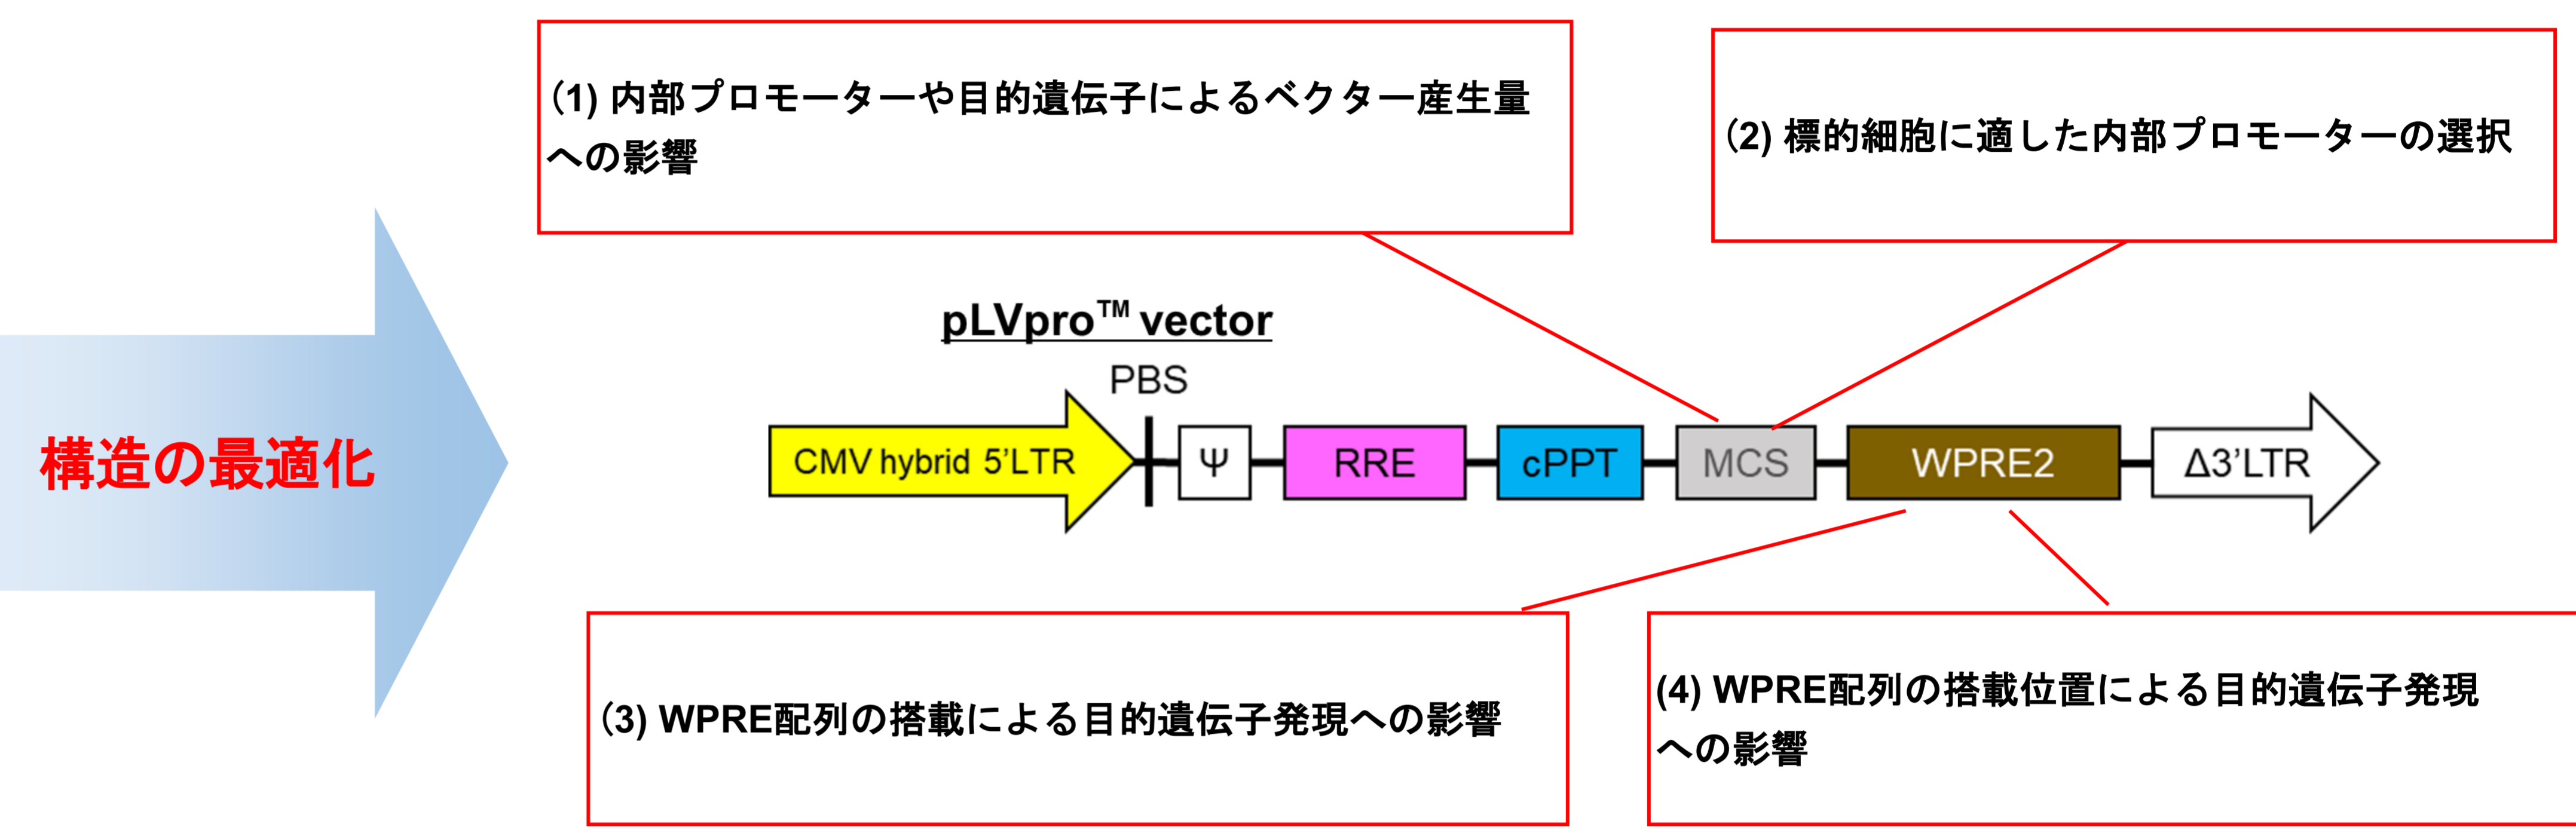 (1) 内部プロモーターや目的遺伝子によるベクター産生量
への影響
(2) 標的細胞に適した内部プロモーターの選択
構造の最適化
pLVpro™ vector
PBS
CMV hybrid 5’LTR
Ψ
RRE
cPPT
MCS
WPRE2
Δ3’LTR
(3) WPRE配列の搭載による目的遺伝子発現への影響
(4) WPRE配列の搭載位置による目的遺伝子発現
への影響